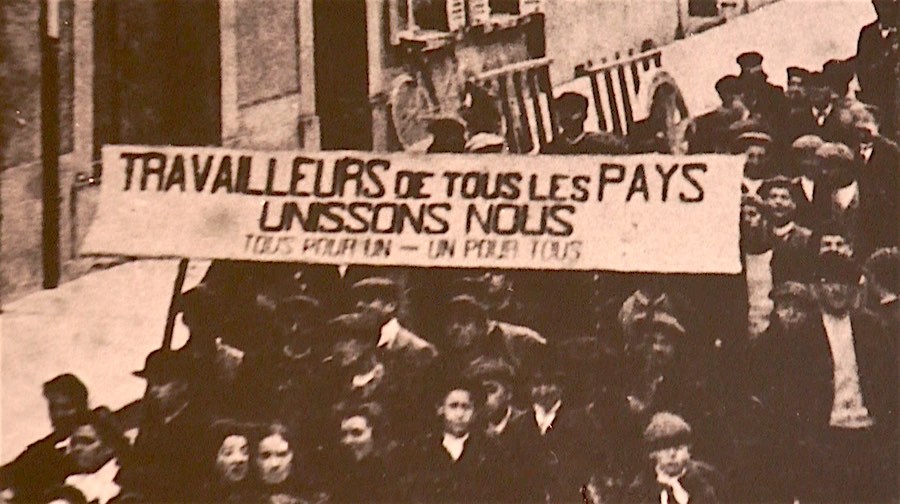 TRAVAILLEURS DE TOUS LES PAYS
UNISSONS NOUS
TOUS POUR UN - UN POUR TOUS